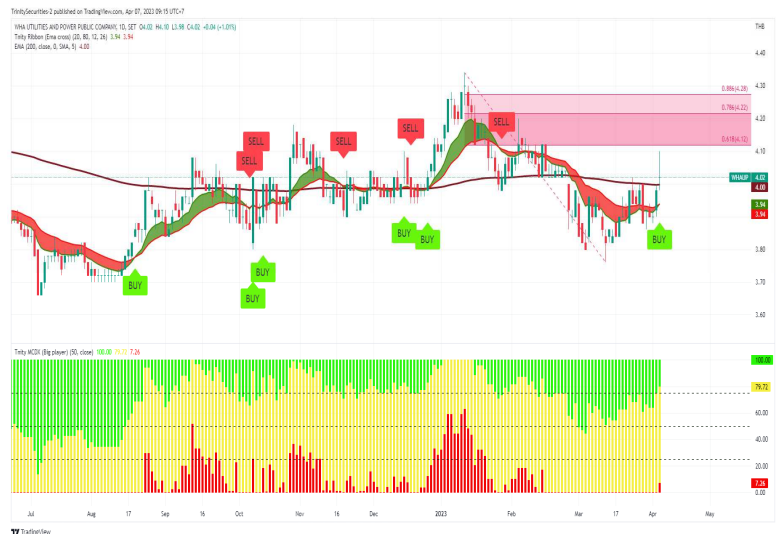 TrinitySecurities-2 published on TradingView.com, Apr 07, 2023 09:15 UTC+7
WHA UTILITIES AND POWER PUBLIC COMPANY, 1D, SET O4.02 H4.10 L3.98 C4.02 +0.04 (+1.01%)
THB
Tnity Ribbon (Ema cross) (20, 80, 12, 26) 3.94 3.94
EMA (200, close, 0, SMA, 5) 4.00
4.40
4.30
0.886(4.28)
0.786(4.22)
4.20
SELL
SELL
SELL
SELL
SELL
0.618(4.12)
4.10
WHAUP 4.02
4.00
3.94
3.94
BUY
BUY
BUY
BUY
BUY
BUY
3.80
3.70
3.60
Tnity MCDX (Big player) (50, close) 100.00 79.72 7.26
100.00
79.72
60.00
40.00
20.00
7.26
0.00
Jul Aug 17 Sep 16 Oct 17 Nov 16 Dec 16 2023 Feb Mar 17 Apr May
TradingView